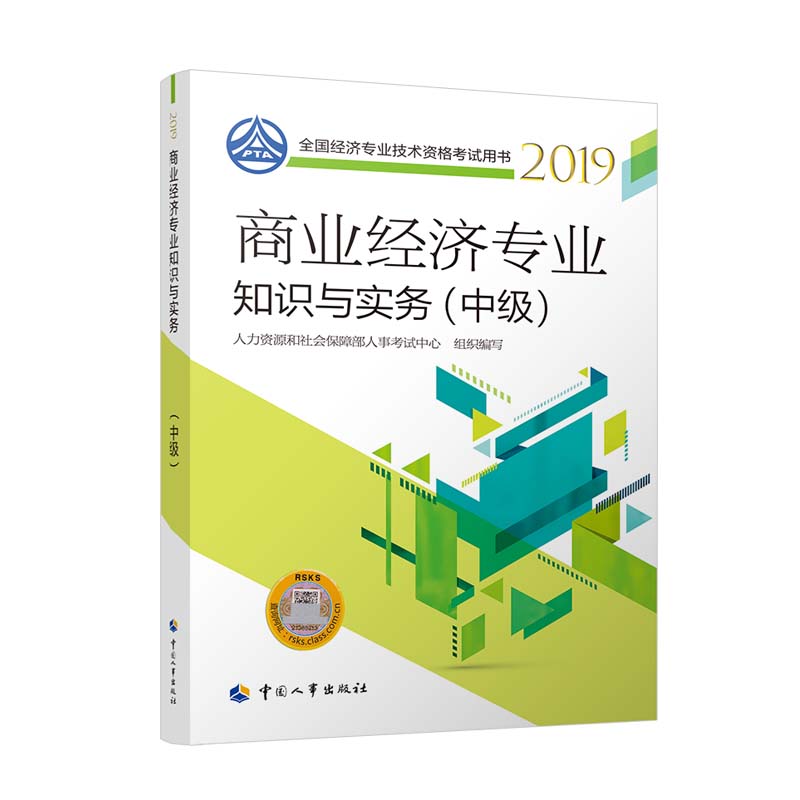 2019
商业经济专业知识与实务
（中级）
中国人事出版社
PTA
全国经济专业技术资格考试用书
2019
商业经济专业
知识与实务（中级）
人力资源和社会保障部人事考试中心 组织编写
RSKS
查询网址：rsks.class.com.cn
中国人事出版社